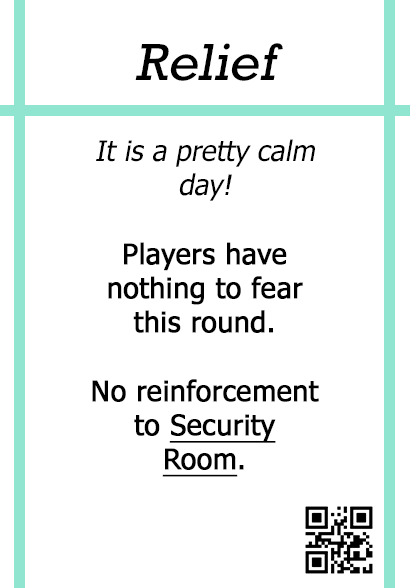 Relief
It is a pretty calm
day!
Players have
nothing to fear
this round.
No reinforcement
to Security
Room.